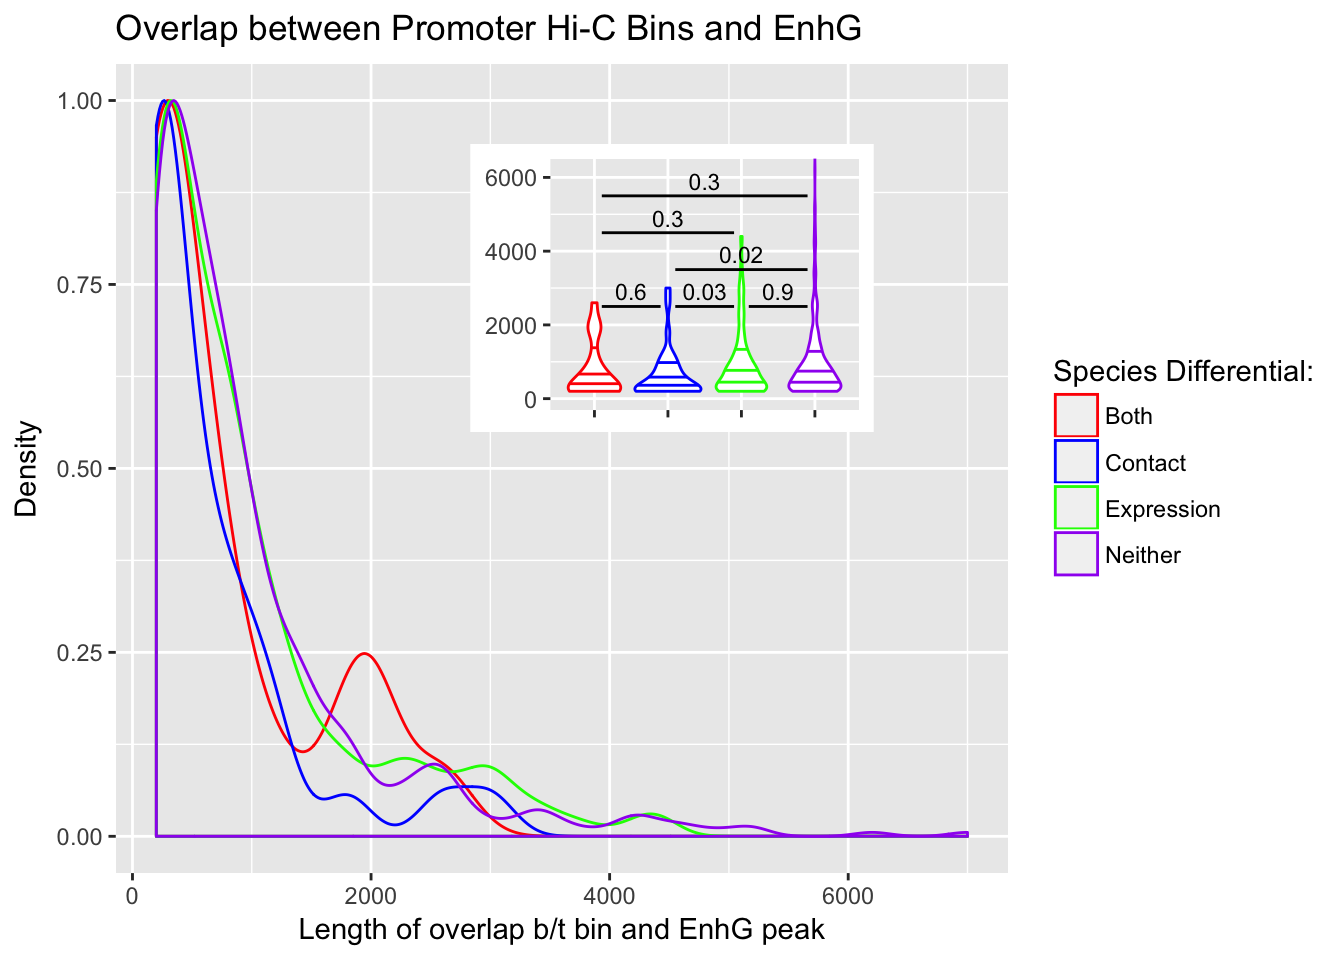 Overlap between Promoter Hi-C Bins and EnhG
Density
1.00
0.75
0.50
0.25
0.00
0
2000
4000
6000
Length of overlap b/t bin and EnhG peak
6000
4000
2000
0
0.3
0.3
0.02
0.6
0.03
0.9
Species Differential:
Both
Contact
Expression
Neither